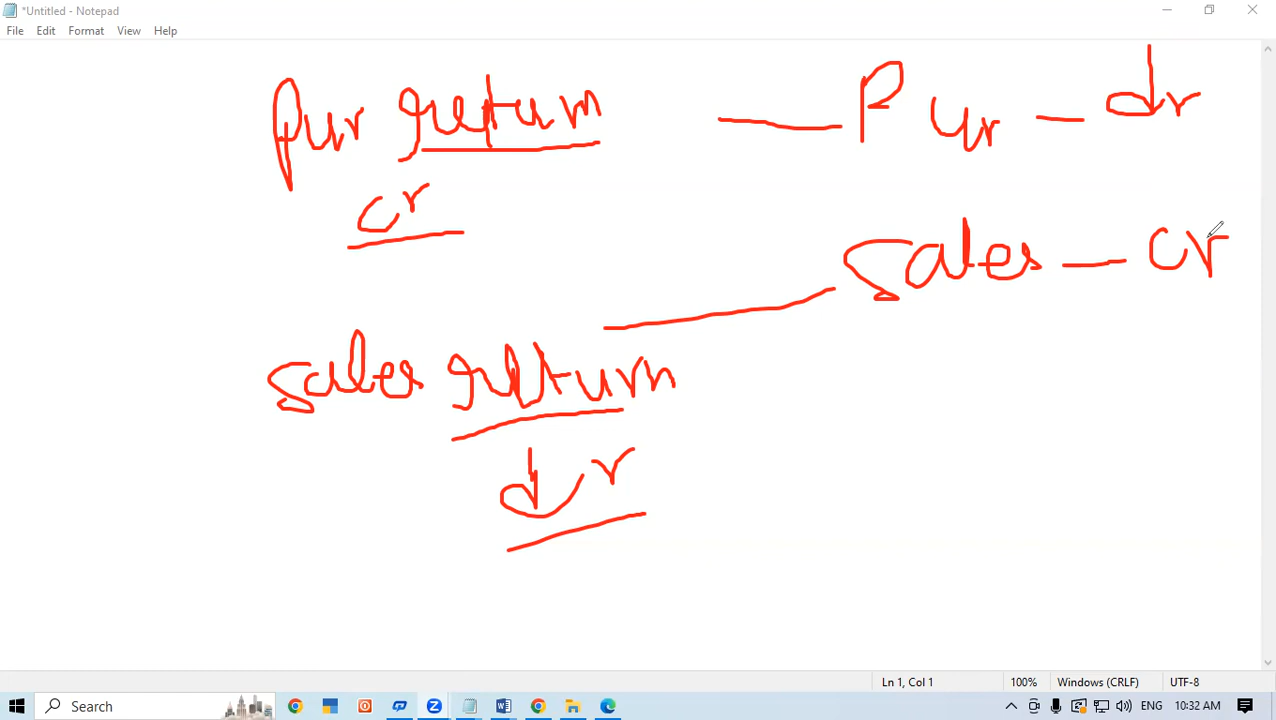 *Untitled - Notepad
File Edit Format View Help
Pur return — Pur — dr
cr
Sales — cr
Sales return
dr
Ln 1, Col 1 100% Windows (CRLF) UTF-8
Search ENG 10:32 AM